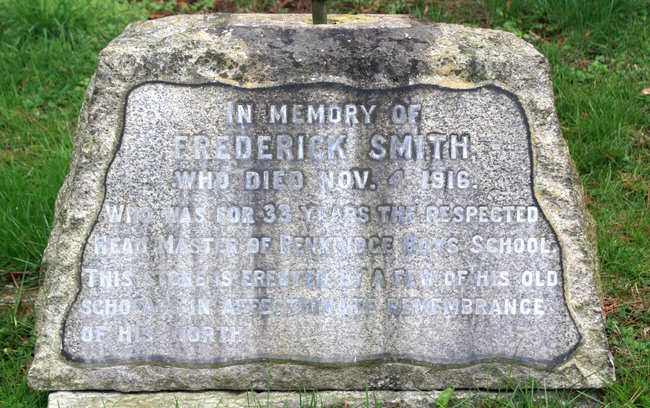 IN MEMORY OF
FREDERICK SMITH,
WHO DIED NOV. 4 1916.
WHO WAS FOR 33 YEARS THE RESPECTED
HEAD MASTER OF PENKRIDGE BOYS SCHOOL.
THIS STONE IS ERECTED BY A FEW OF HIS OLD
SCHOLARS IN AFFECTIONATE REMEMBRANCE
OF HIS WORTH